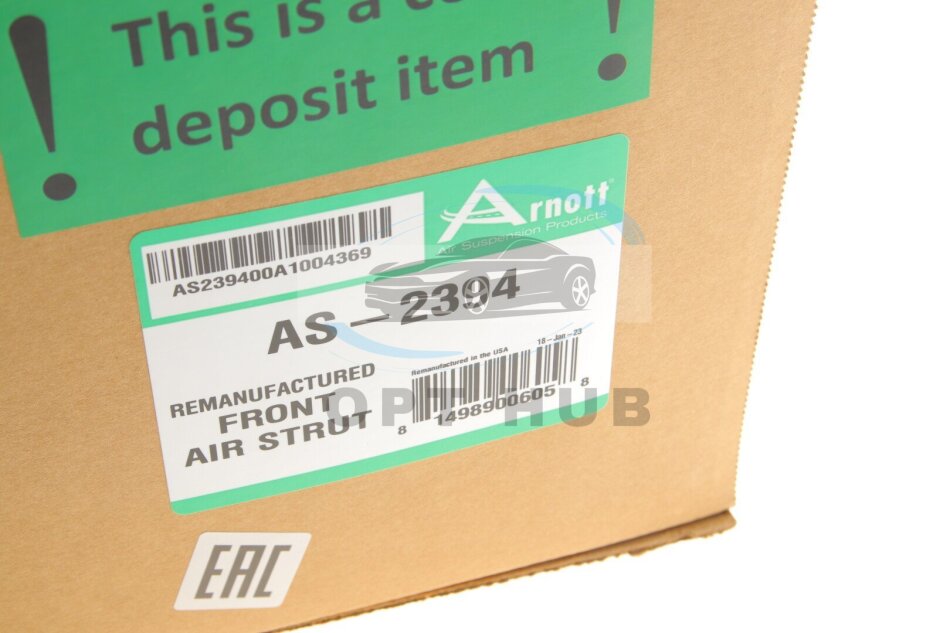 This is a
deposit item
! !
Arnott
Air Suspension Products
AS239400A1004369
AS-2394
Remanufactured in the USA 18-Jan-23
REMANUFACTURED
FRONT
AIR STRUT
8 1498900605 8
OPT HUB
EAC